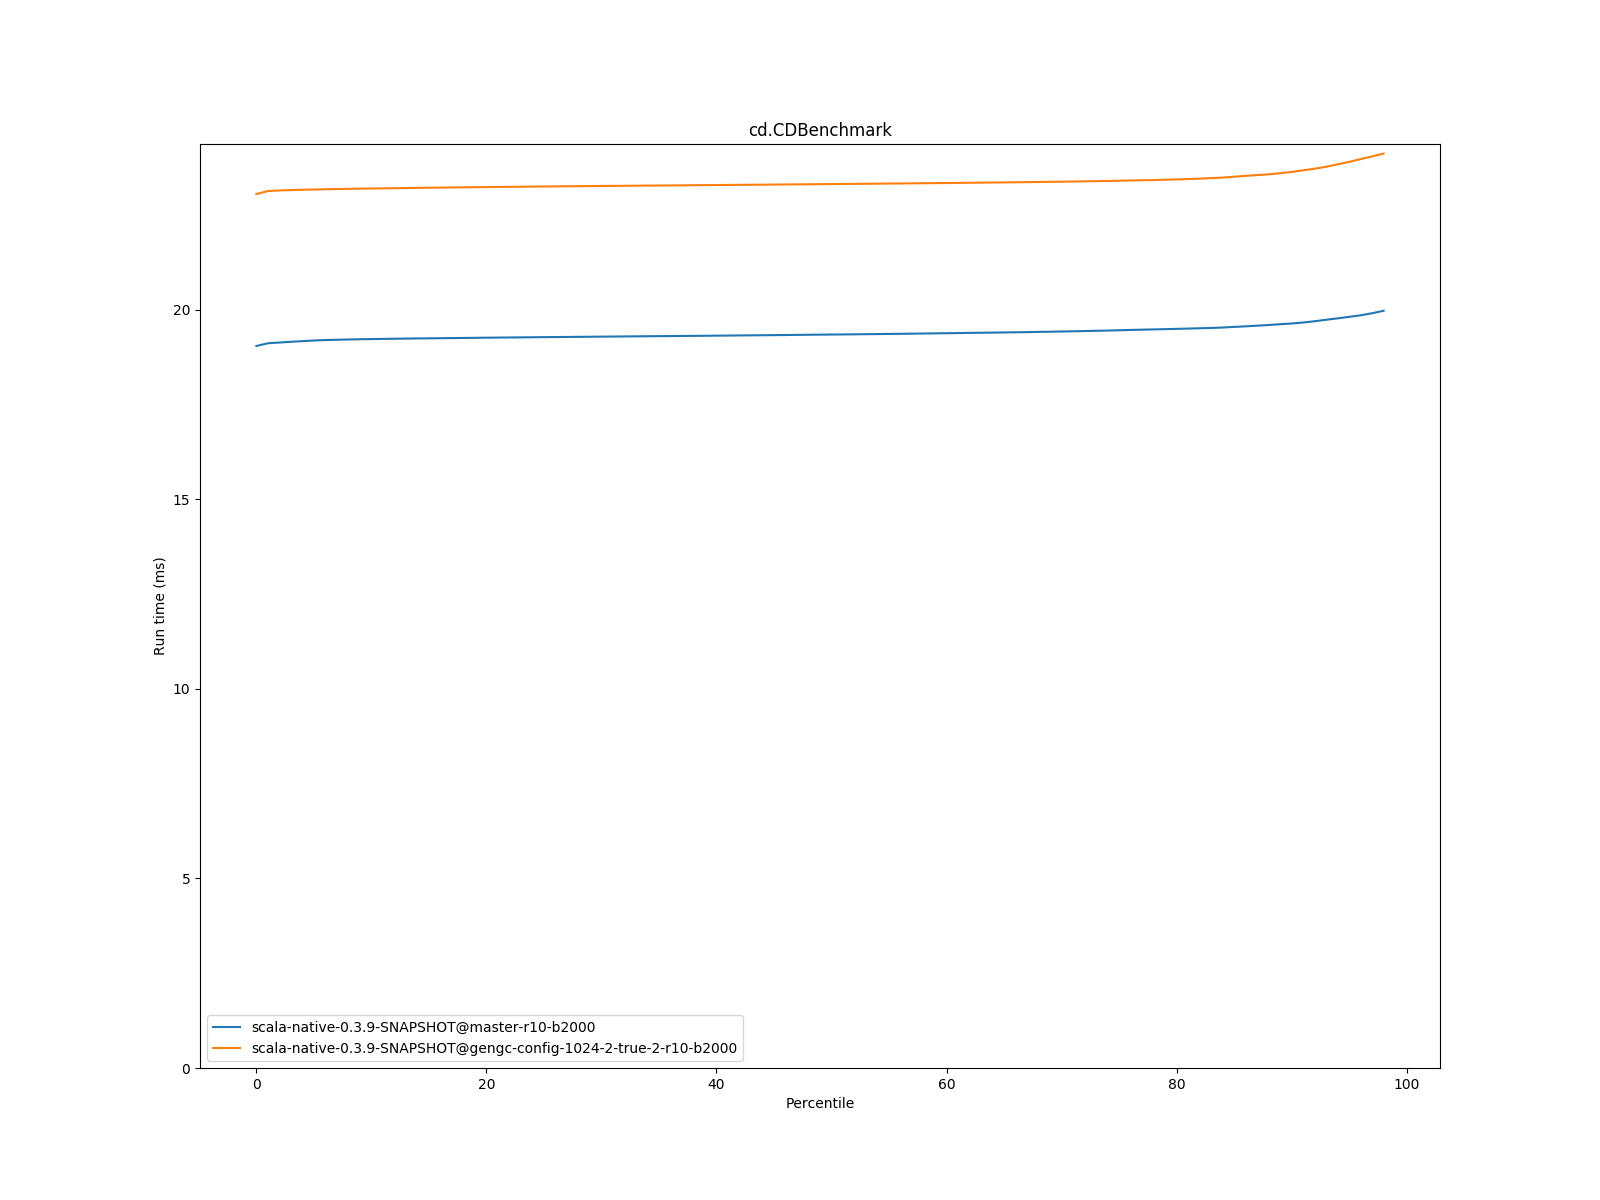 cd.CDBenchmark
20
15
10
5
0
Run time (ms)
scala-native-0.3.9-SNAPSHOT@master-r10-b2000
scala-native-0.3.9-SNAPSHOT@gengc-config-1024-2-true-2-r10-b2000
0 20 40 60 80 100
Percentile